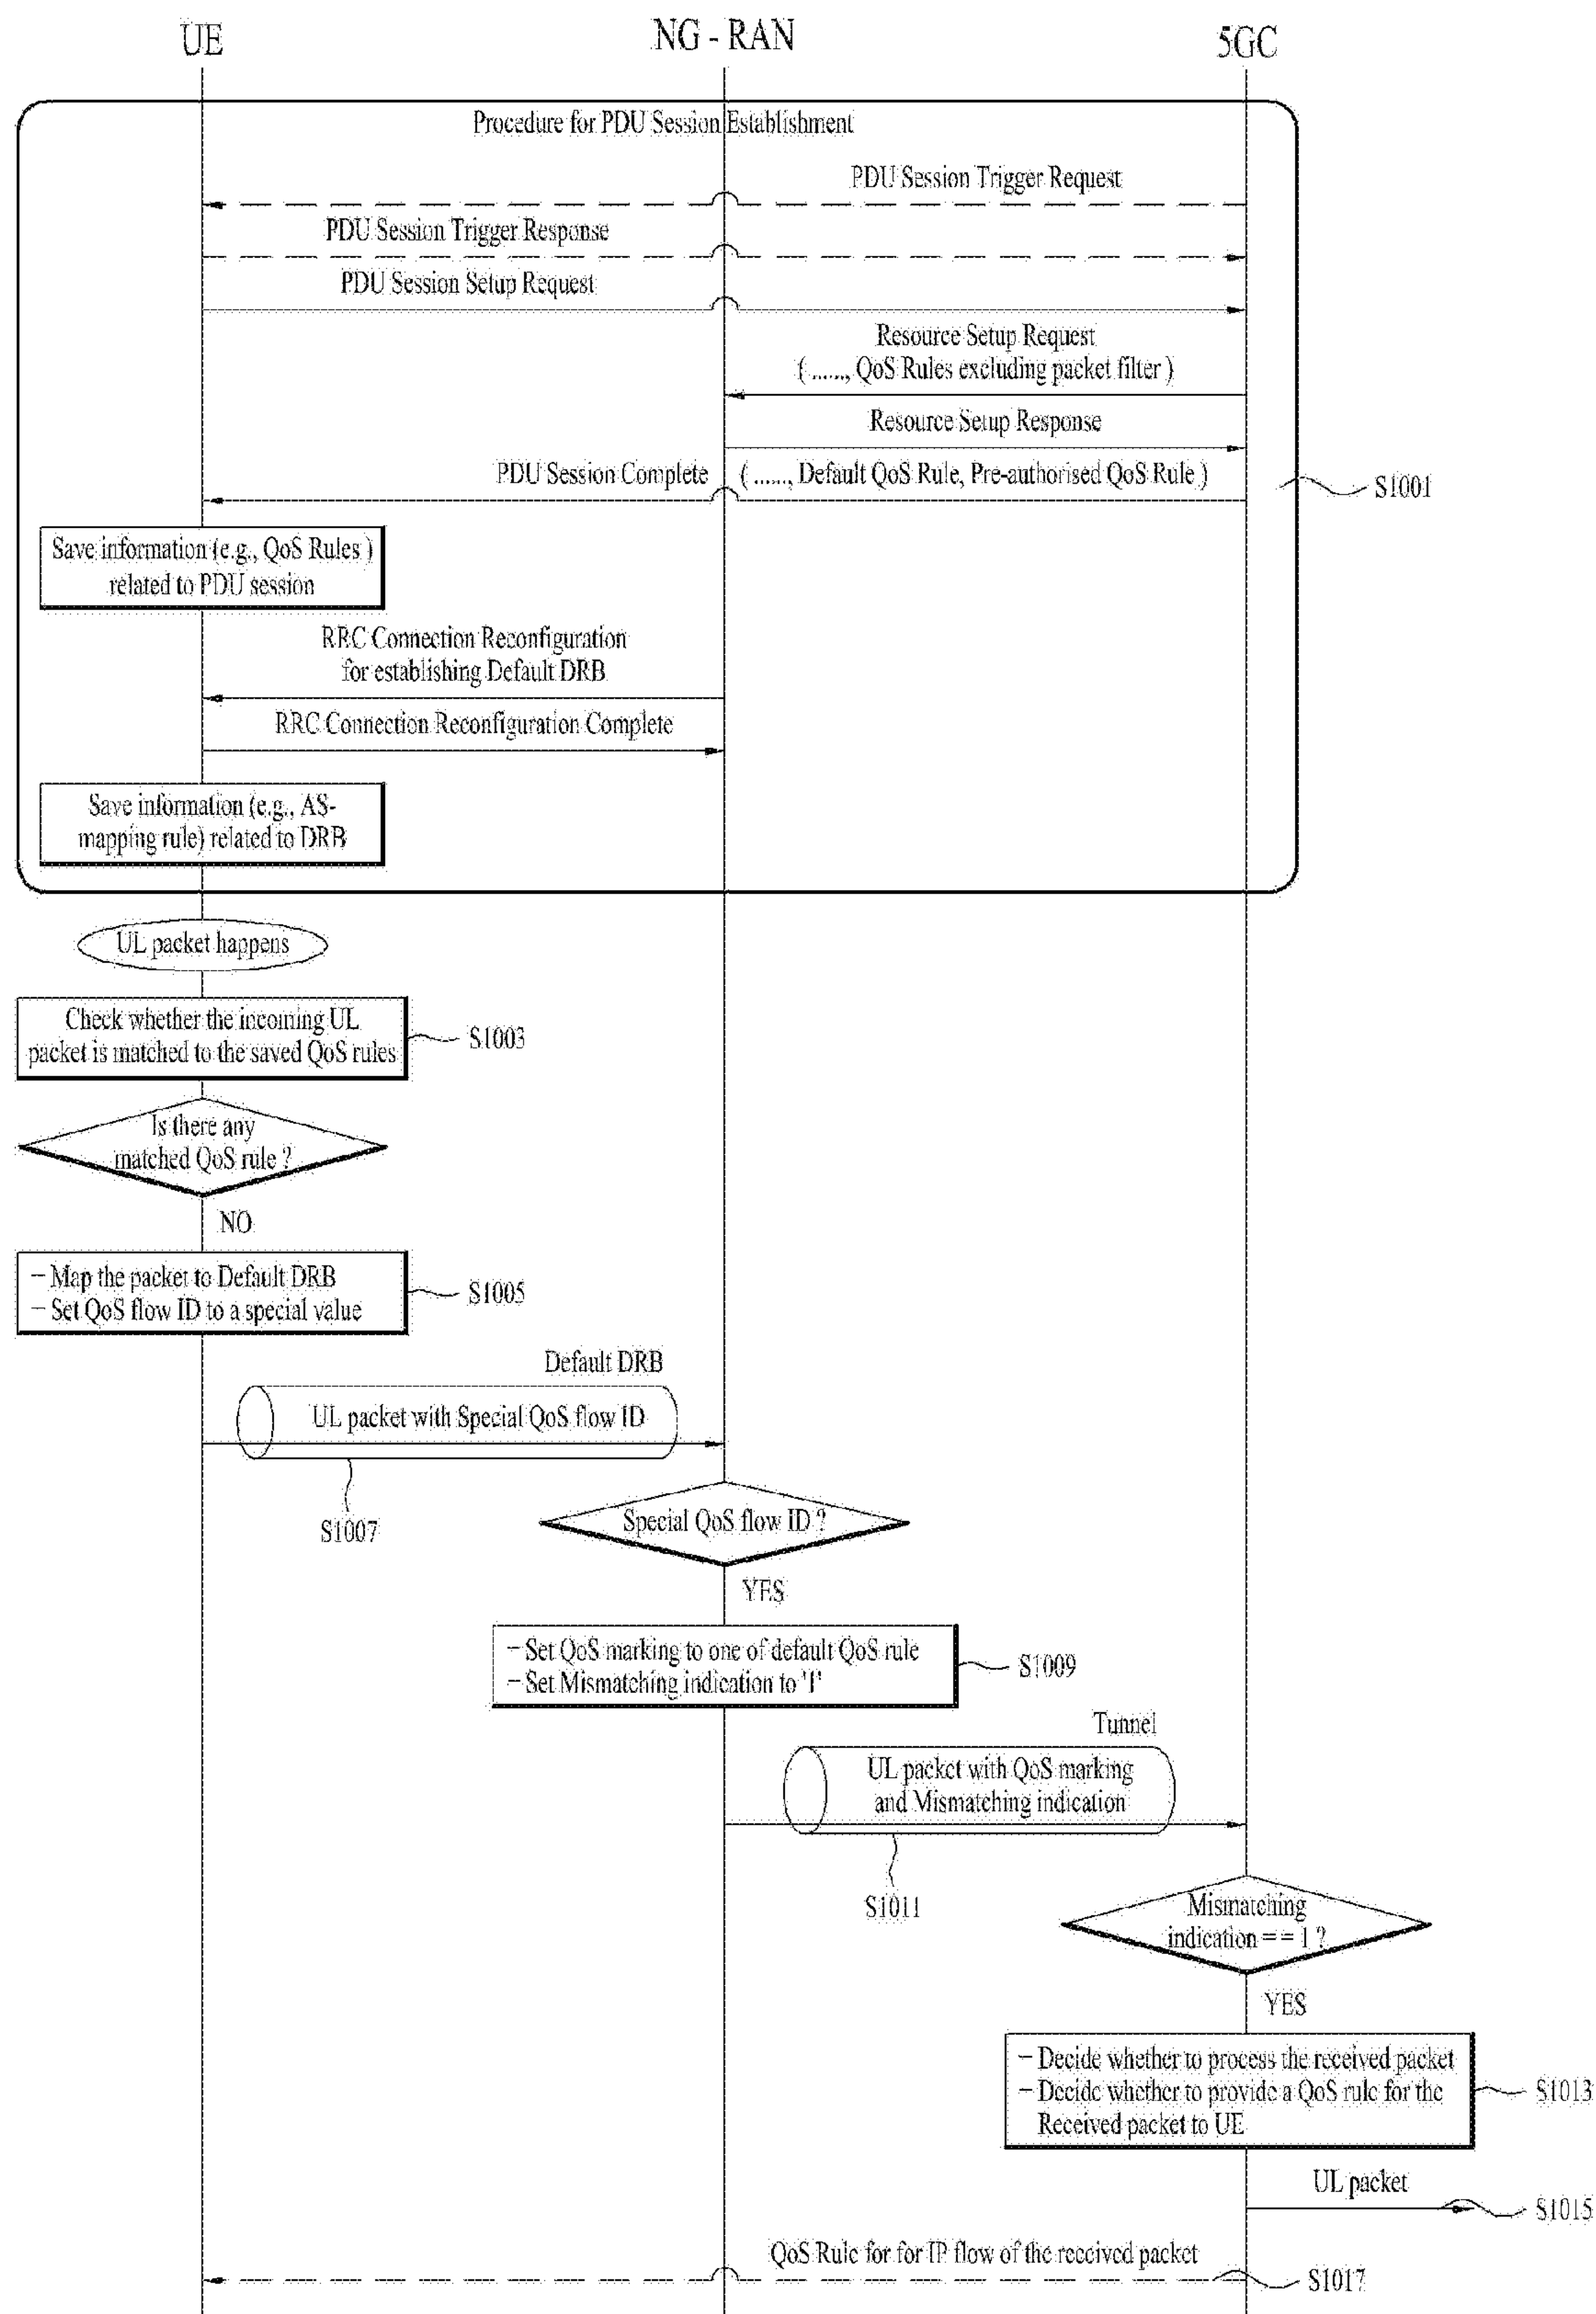 UE
NG - RAN
5GC
Procedure for PDU Session Establishment
PDU Session Trigger Request
PDU Session Trigger Response
PDU Session Setup Request
Resource Setup Request
( ......, QoS Rules excluding packet filter )
Resource Setup Response
PDU Session Complete ( ......, Default QoS Rule, Pre-authorised QoS Rule )
S1001
Save information (e.g., QoS Rules )
related to PDU session
RRC Connection Reconfiguration
for establishing Default DRB
RRC Connection Reconfiguration Complete
Save information (e.g., AS-
mapping rule) related to DRB
UL packet happens
Check whether the incoming UL
packet is matched to the saved QoS rules
S1003
Is there any
matched QoS rule ?
NO
- Map the packet to Default DRB
- Set QoS flow ID to a special value
S1005
Default DRB
UL packet with Special QoS flow ID
S1007
Special QoS flow ID ?
YES
- Set QoS marking to one of default QoS rule
- Set Mismatching indication to '1'
S1009
Tunnel
UL packet with QoS marking
and Mismatching indication
S1011
Mismatching
indication = = 1 ?
YES
- Decide whether to process the received packet
- Decide whether to provide a QoS rule for the
Received packet to UE
S1013
UL packet
S1015
QoS Rule for for IP flow of the received packet
S1017